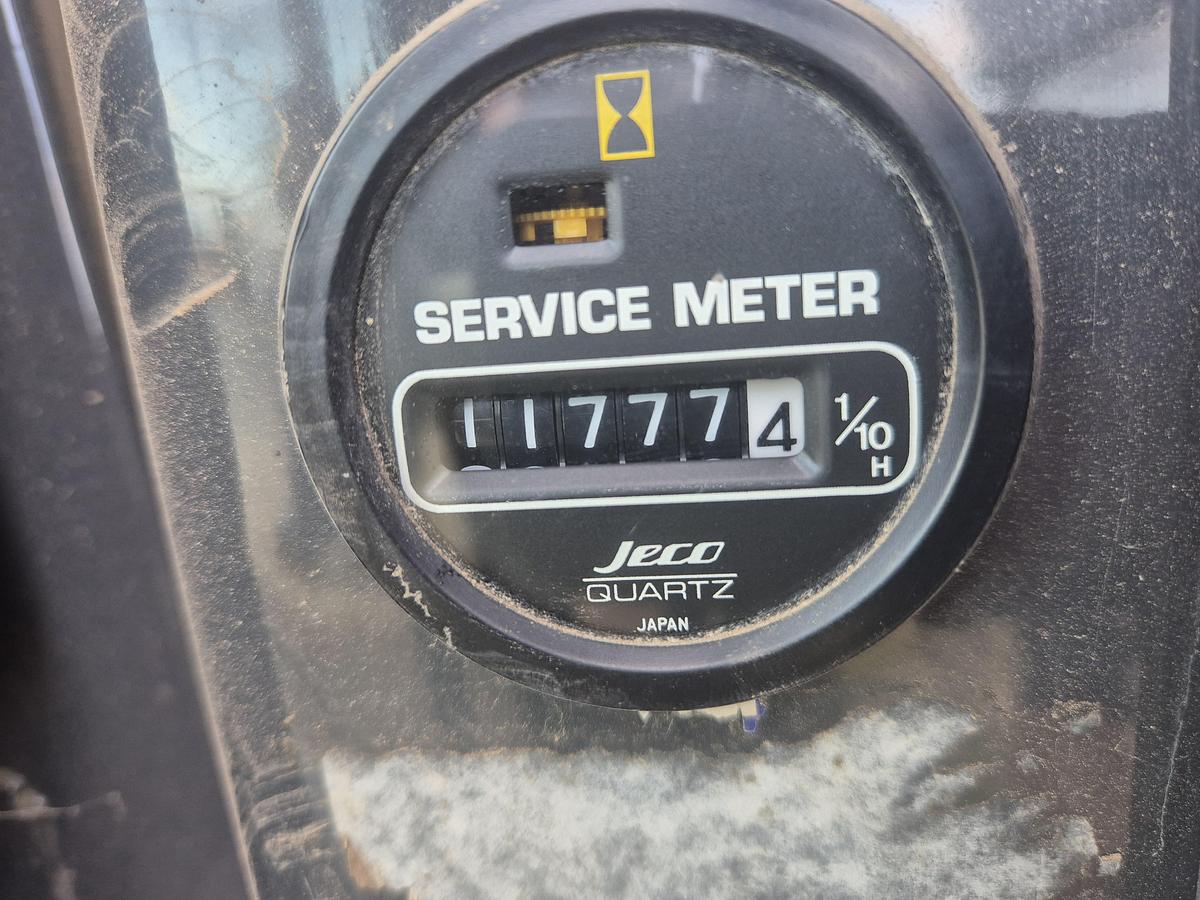 SERVICE METER
117774 1/10 H
Jeco
QUARTZ
JAPAN